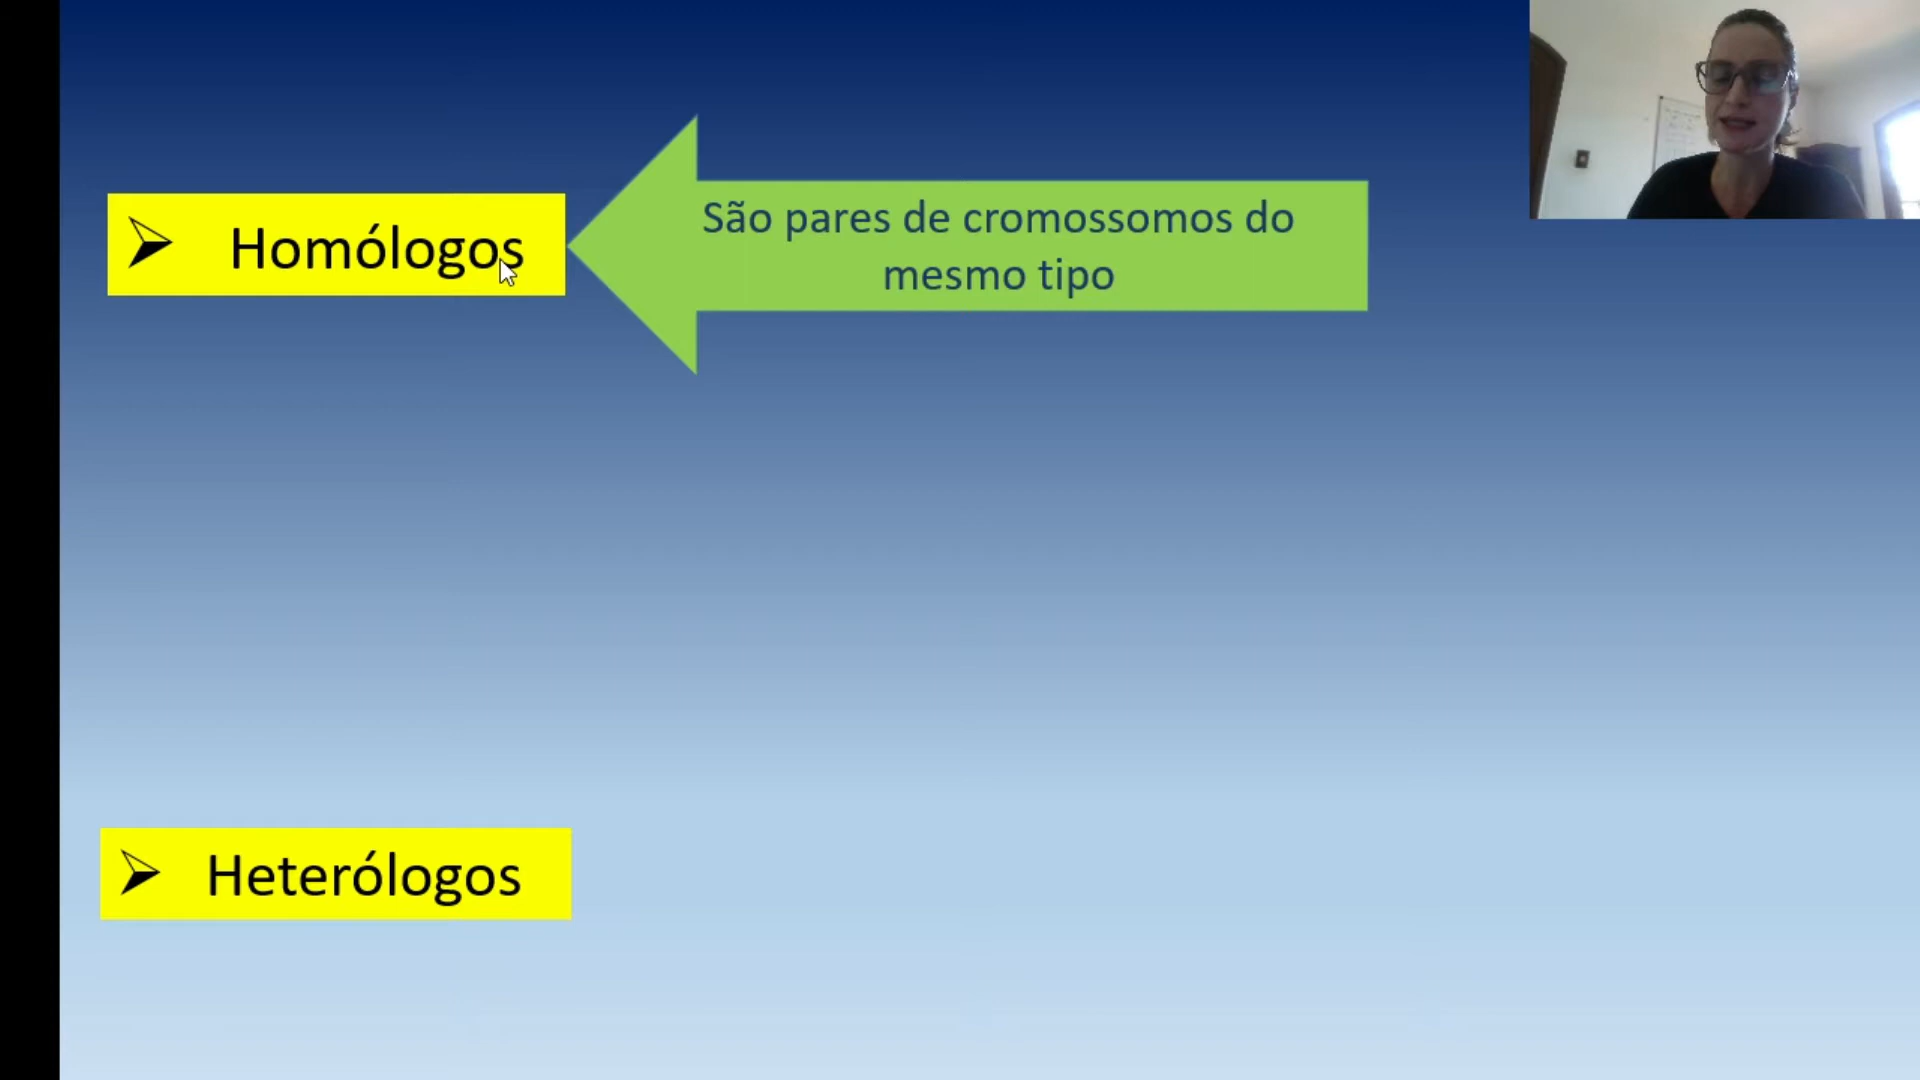 Homólogos
São pares de cromossomos do
mesmo tipo
Heterólogos